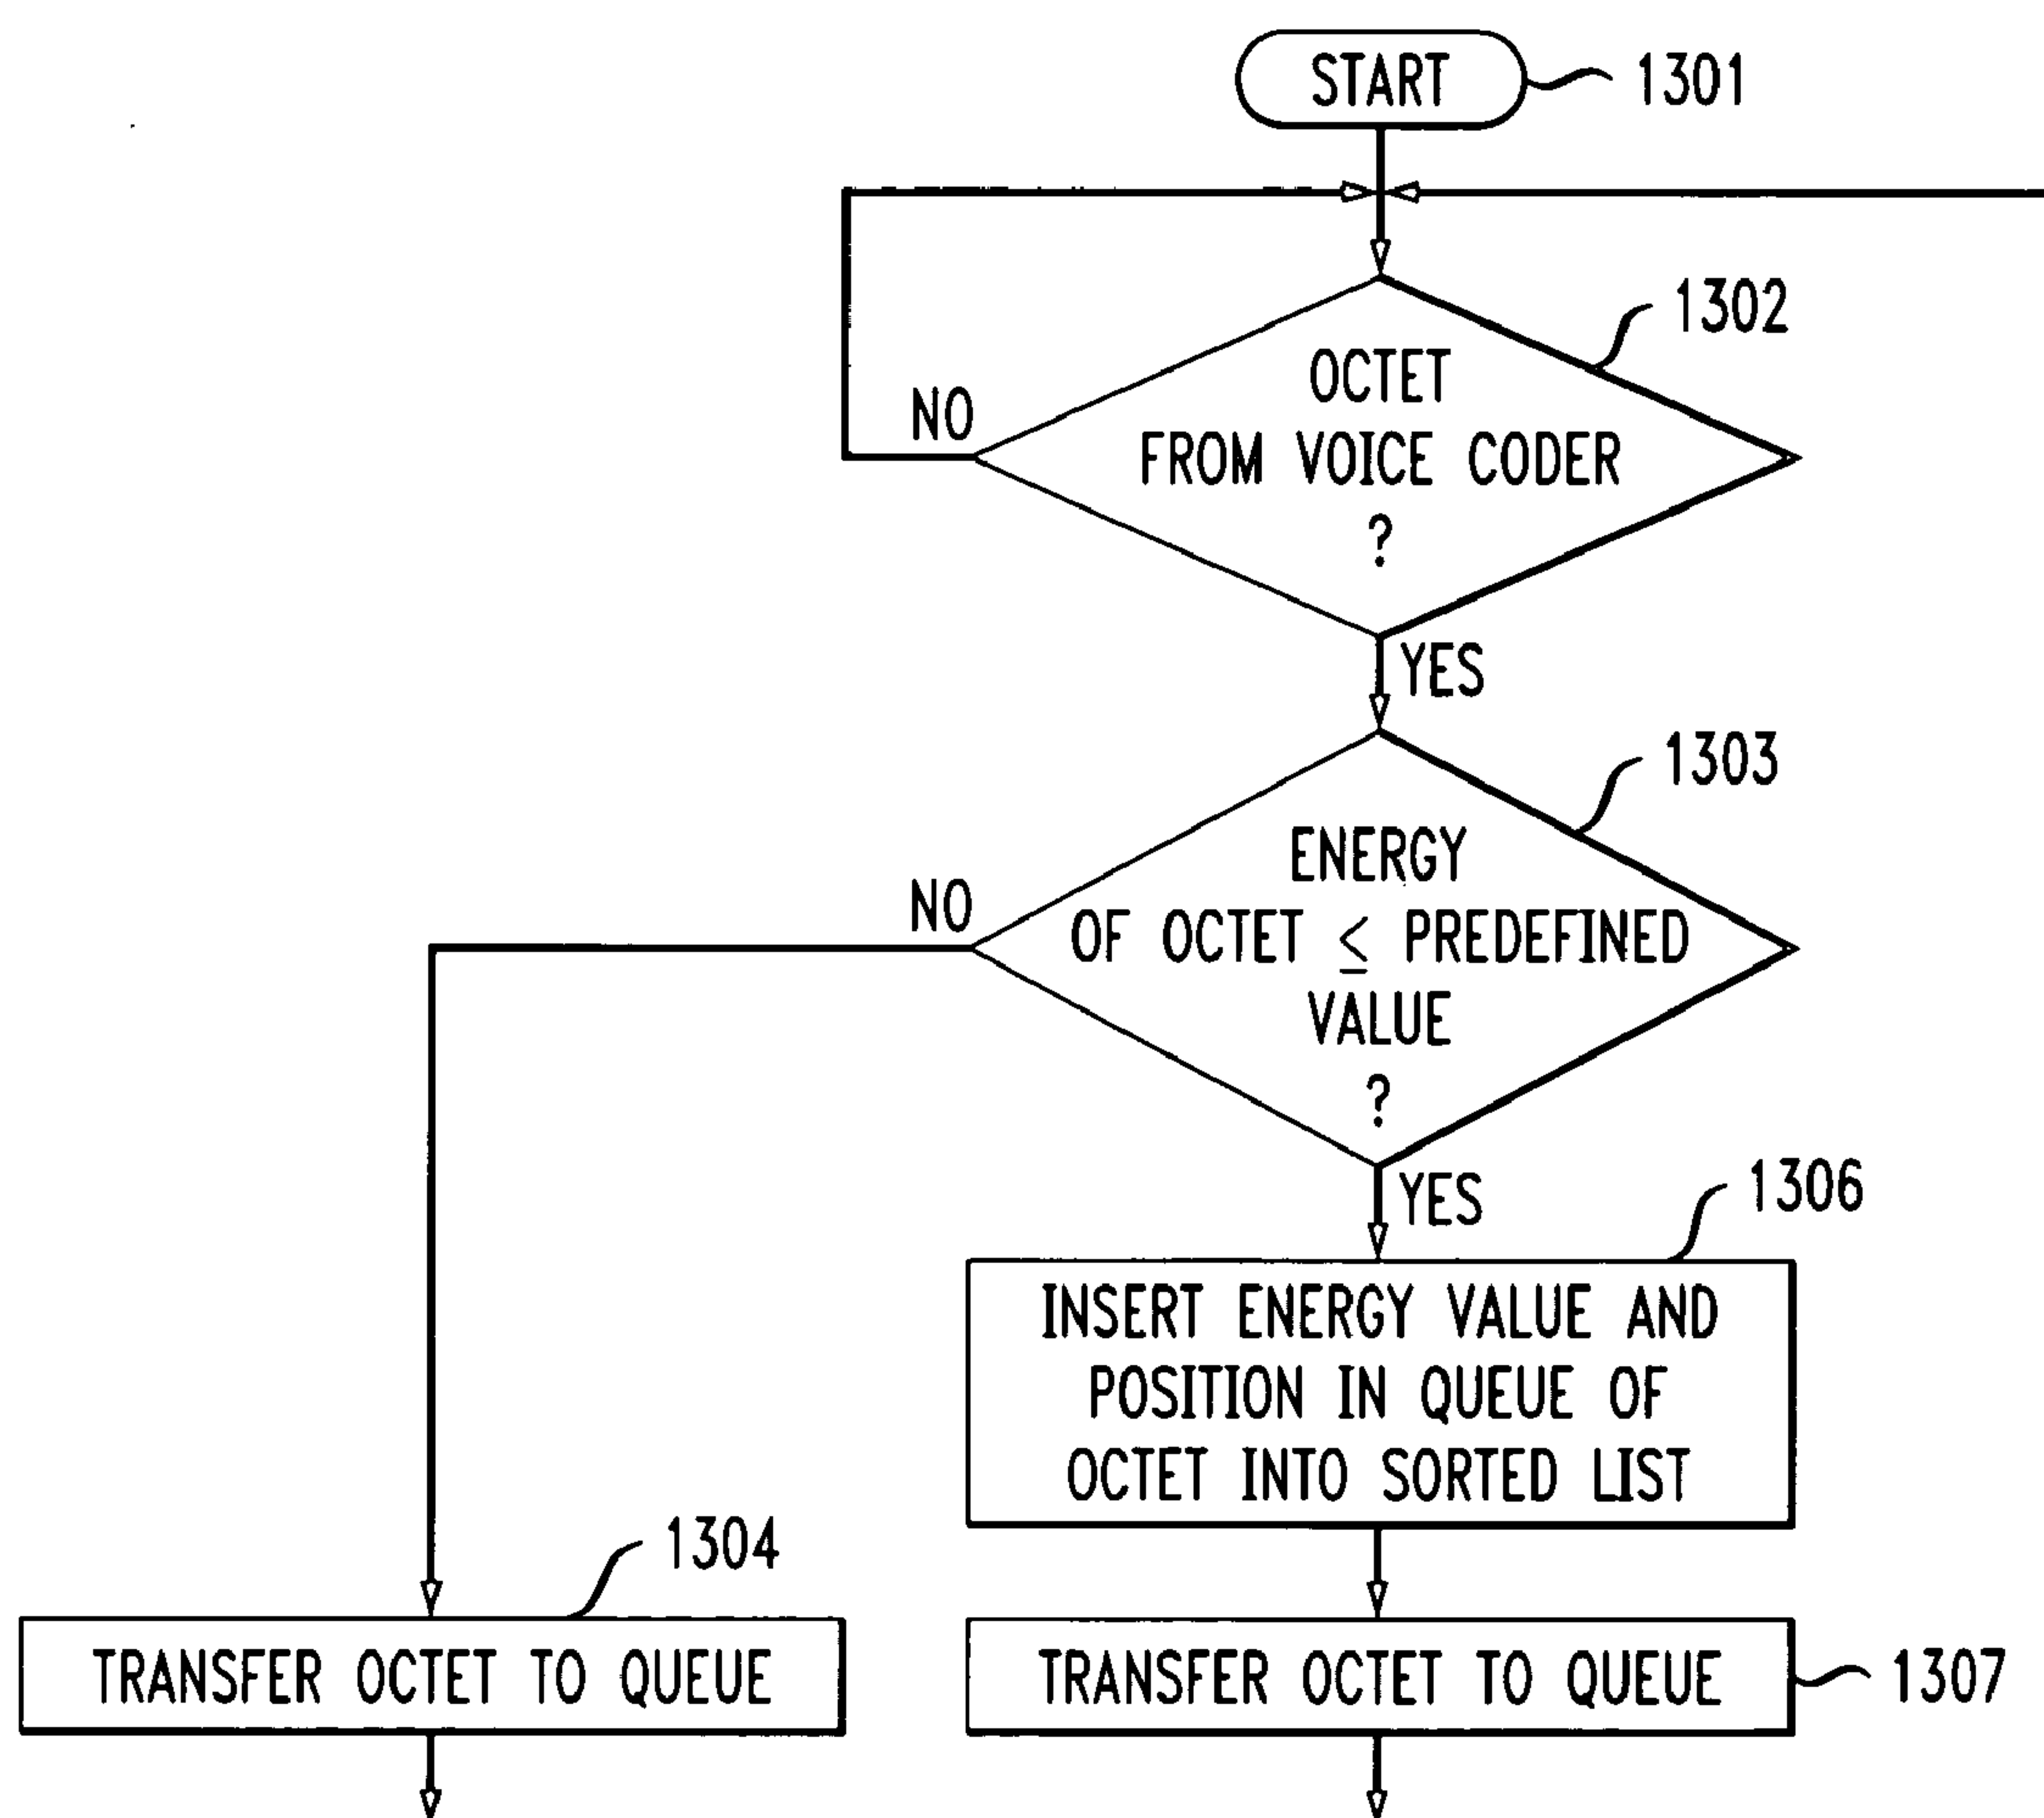 START
1301
1302
OCTET
FROM VOICE CODER
?
NO
YES
1303
ENERGY
OF OCTET ≤ PREDEFINED
VALUE
?
NO
YES
1306
INSERT ENERGY VALUE AND
POSITION IN QUEUE OF
OCTET INTO SORTED LIST
1304
TRANSFER OCTET TO QUEUE
TRANSFER OCTET TO QUEUE
1307